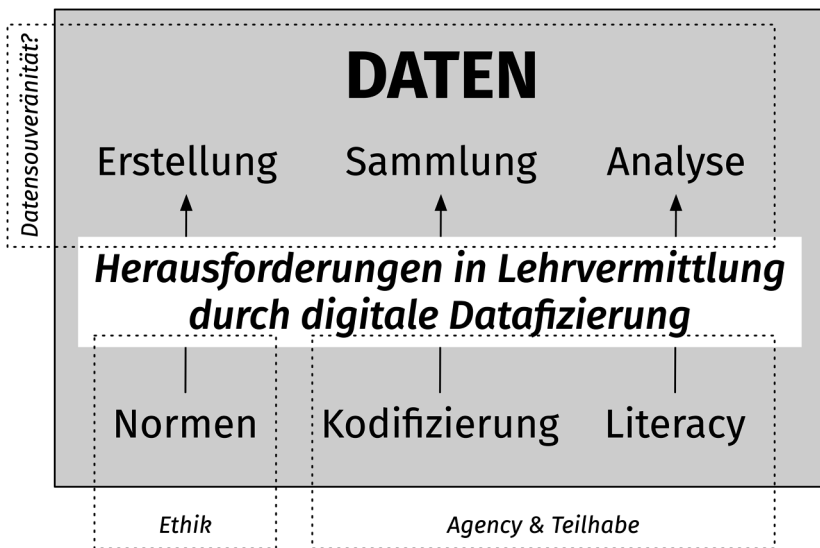 Datensouveränität?
DATEN
Erstellung Sammlung Analyse
Herausforderungen in Lehrvermittlung
durch digitale Datafizierung
Normen Kodifizierung Literacy
Ethik Agency & Teilhabe